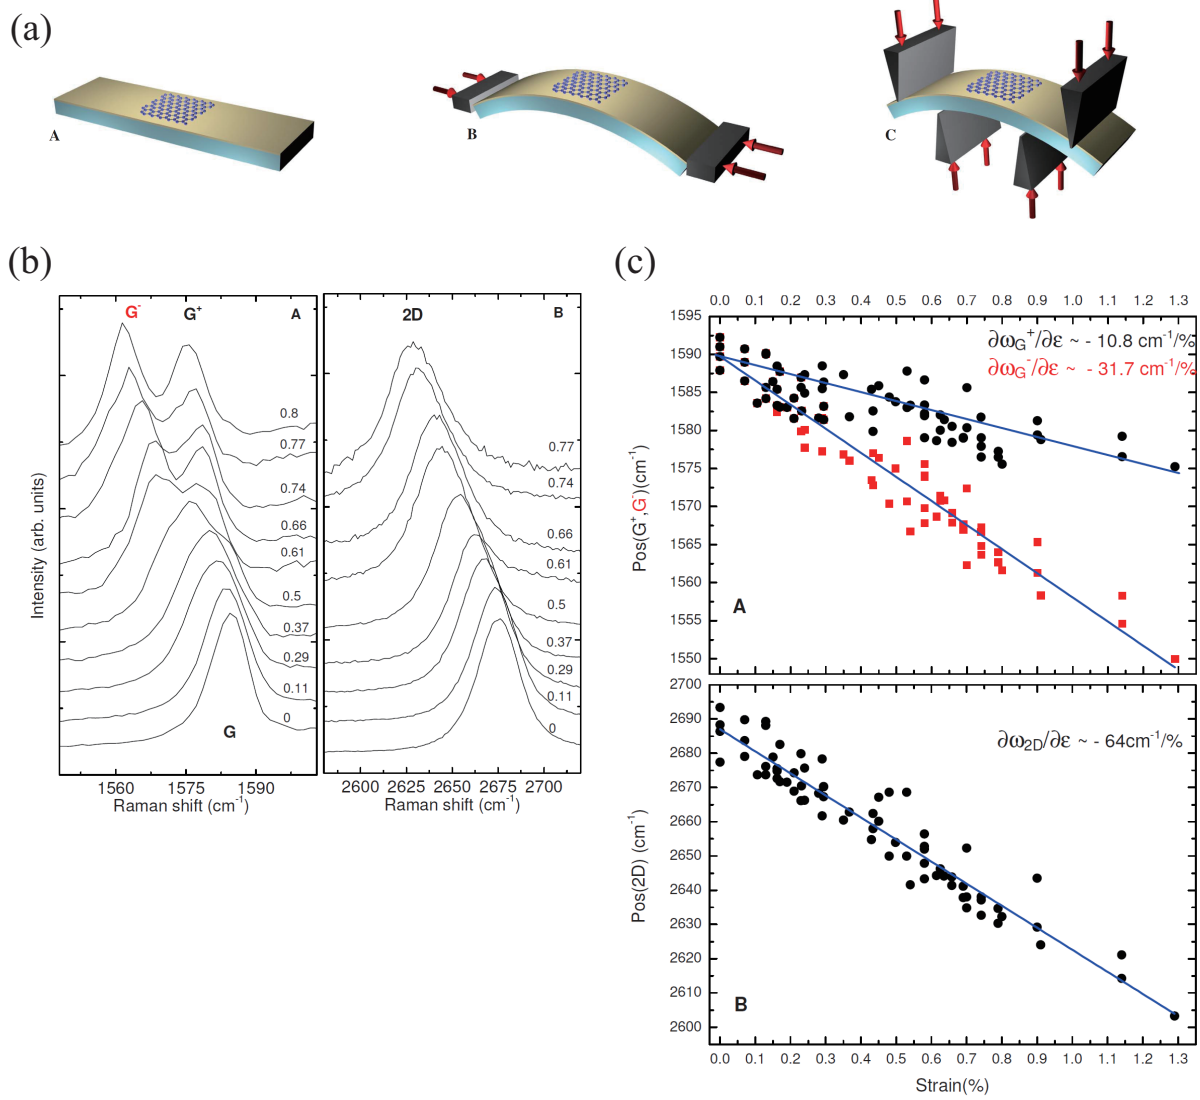 (a)
A
B
C
(b)
(c)
G⁻
G⁺
A
2D
B
Intensity (arb. units)
0.8
0.77
0.74
0.66
0.61
0.5
0.37
0.29
0.11
0
G
0.77
0.74
0.66
0.61
0.5
0.37
0.29
0.11
0
1560 1575 1590
Raman shift (cm⁻¹)
2600 2625 2650 2675 2700
Raman shift (cm⁻¹)
0.0 0.1 0.2 0.3 0.4 0.5 0.6 0.7 0.8 0.9 1.0 1.1 1.2 1.3
1595
1590
1585
1580
1575
1570
1565
1560
1555
1550
Pos(G⁺,G⁻)(cm⁻¹)
∂ω_G⁺/∂ε ~ - 10.8 cm⁻¹/%
∂ω_G⁻/∂ε ~ - 31.7 cm⁻¹/%
A
2700
2690
2680
2670
2660
2650
2640
2630
2620
2610
2600
Pos(2D) (cm⁻¹)
∂ω_2D/∂ε ~ - 64cm⁻¹/%
B
0.0 0.1 0.2 0.3 0.4 0.5 0.6 0.7 0.8 0.9 1.0 1.1 1.2 1.3
Strain(%)